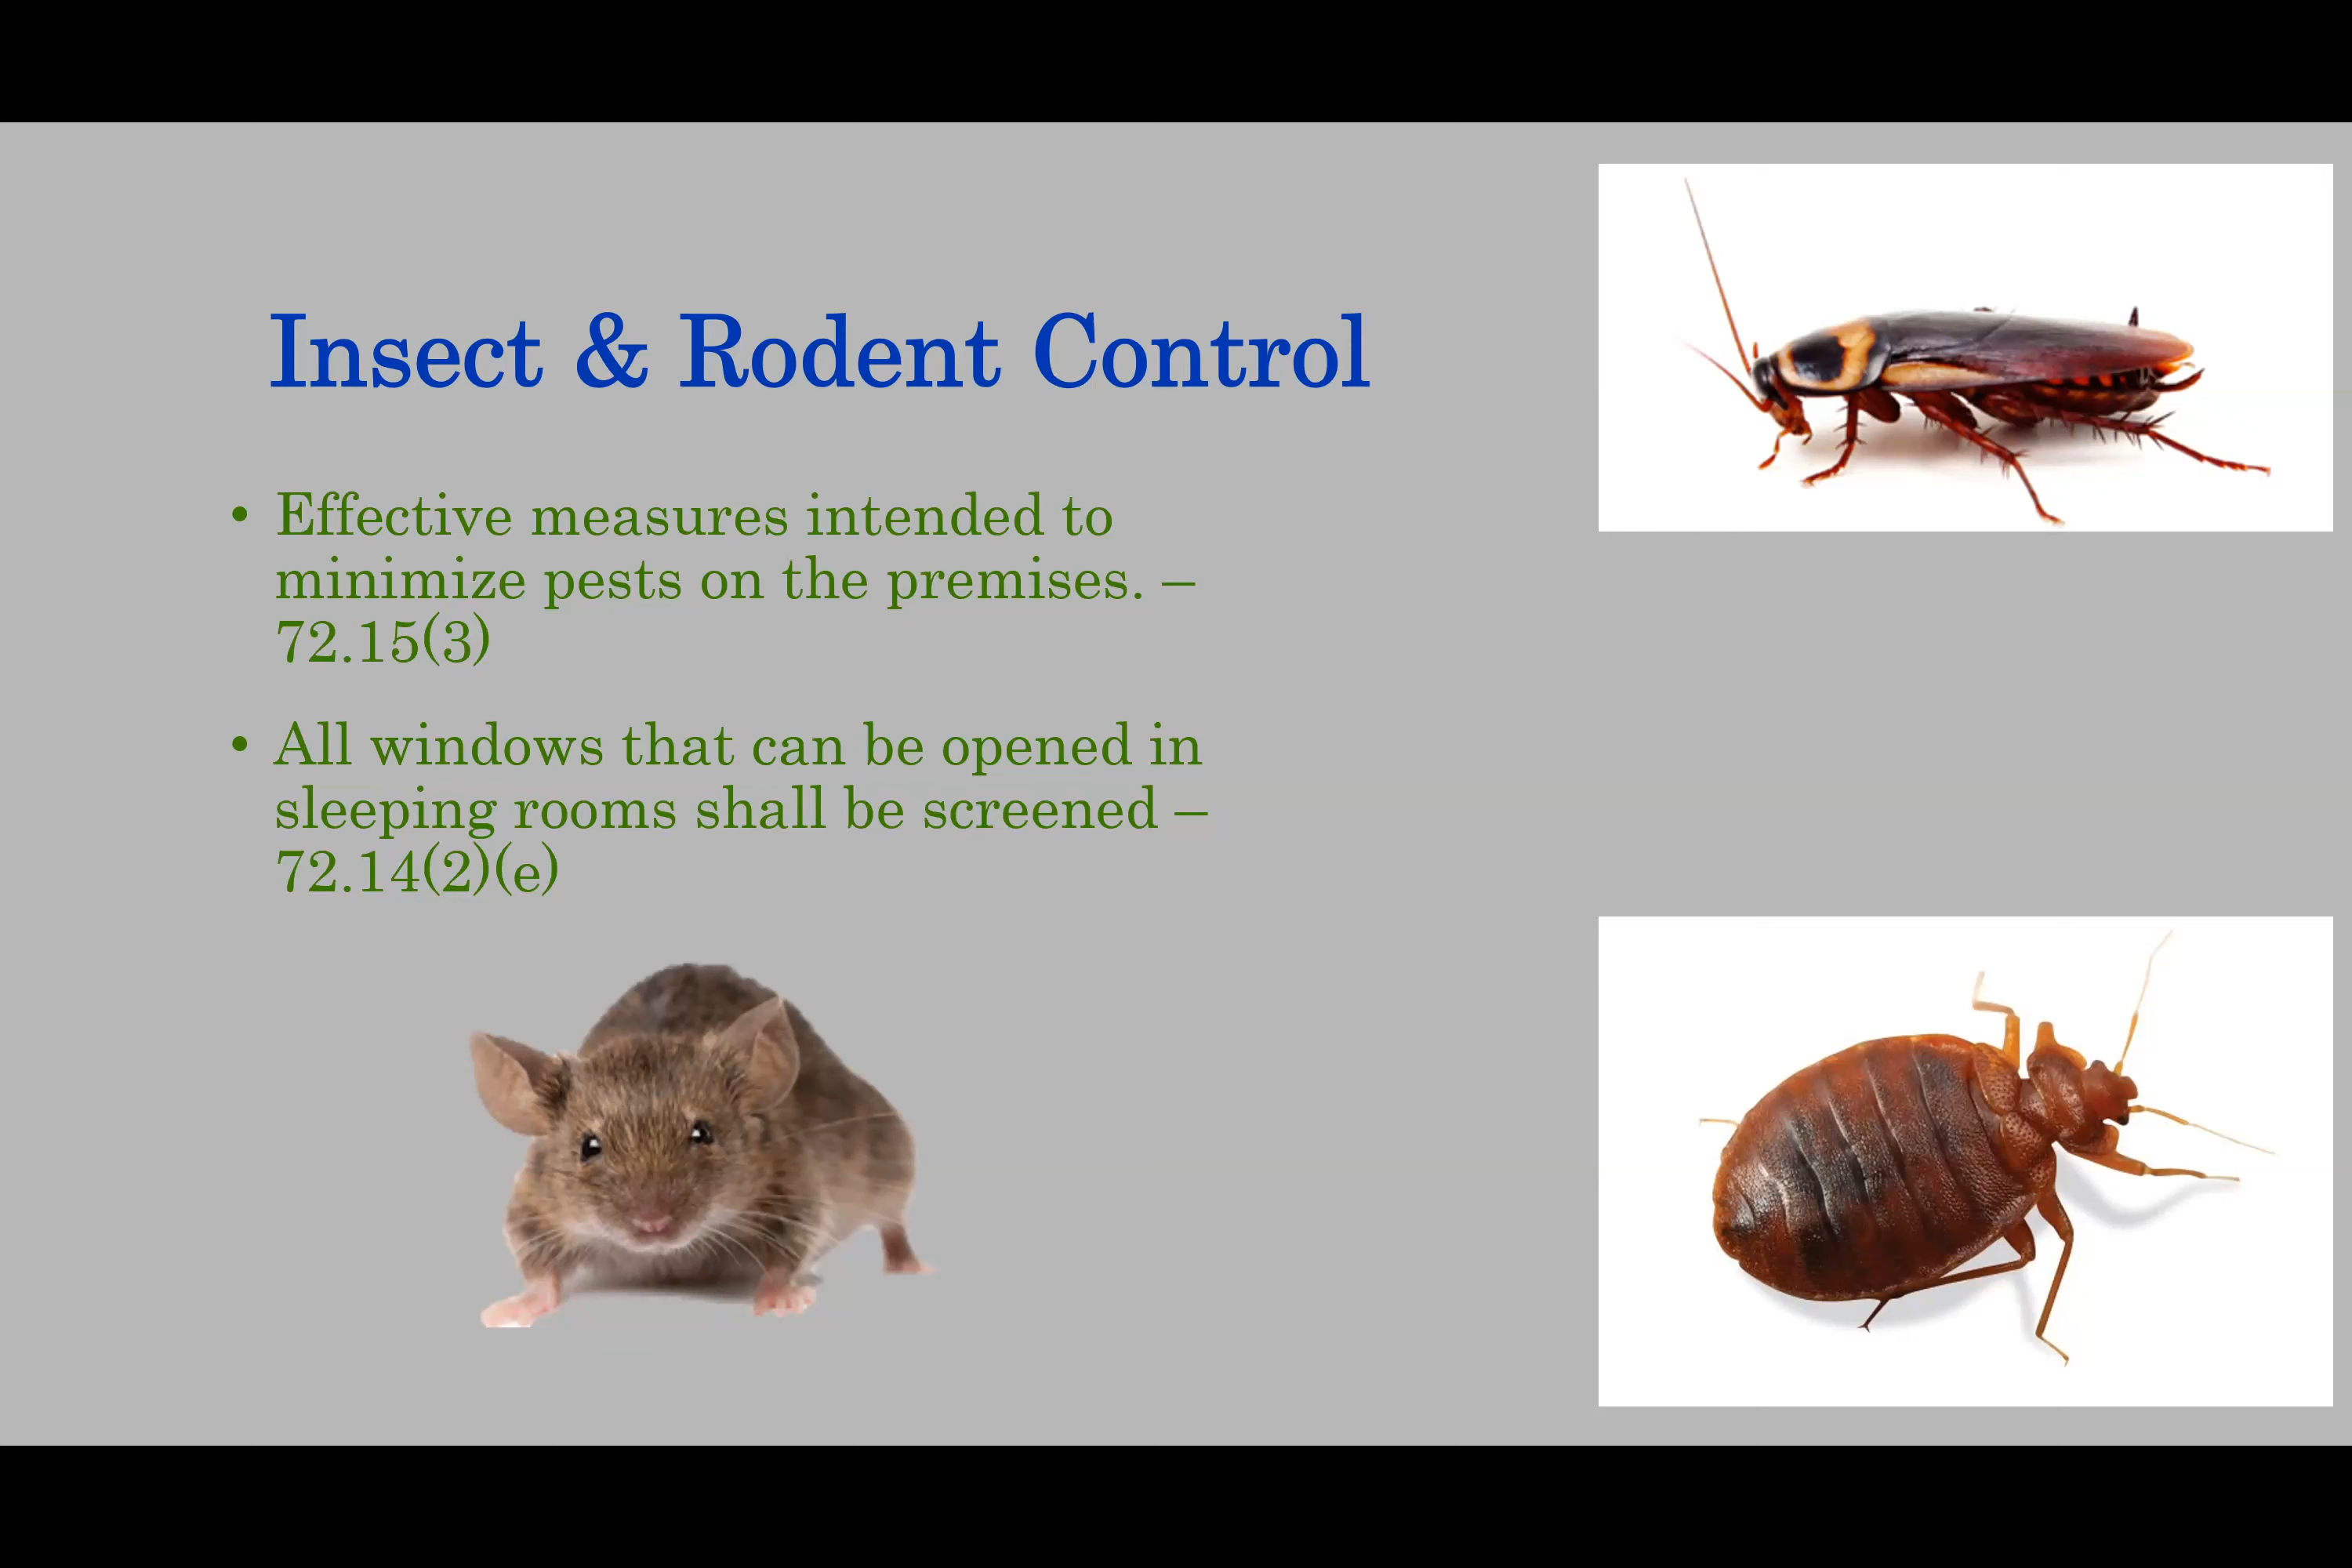 Insect & Rodent Control
• Effective measures intended to
minimize pests on the premises. –
72.15(3)
• All windows that can be opened in
sleeping rooms shall be screened –
72.14(2)(e)